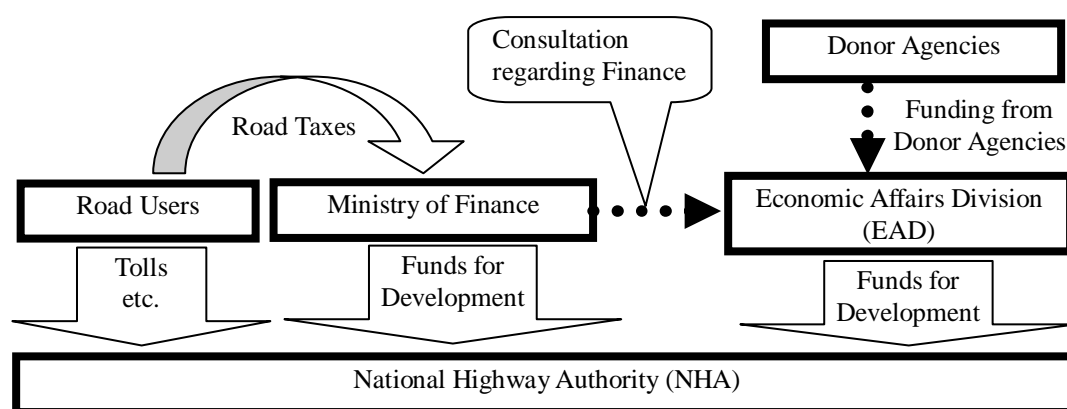 Consultation
regarding Finance
Donor Agencies
Road Taxes
Funding from
Donor Agencies
Road Users
Ministry of Finance
Economic Affairs Division
(EAD)
Tolls
etc.
Funds for
Development
Funds for
Development
National Highway Authority (NHA)